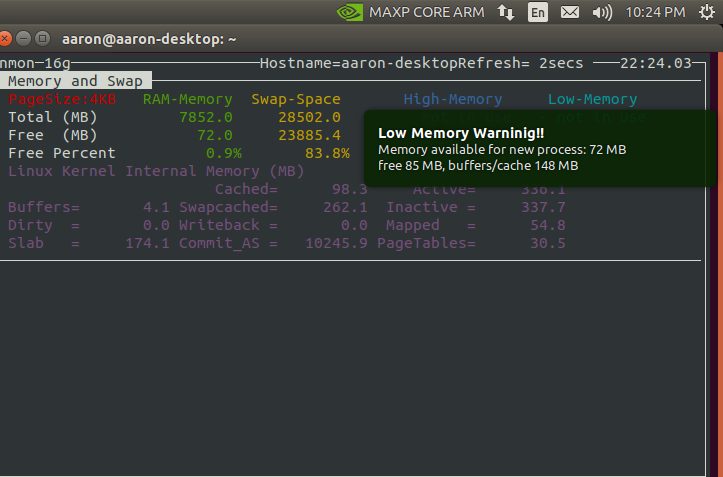 MAXP CORE ARM En 10:24 PM
aaron@aaron-desktop: ~
nmon─16g Hostname=aaron-desktopRefresh= 2secs 22:24.03
Memory and Swap
PageSize:4KB RAM-Memory Swap-Space High-Memory Low-Memory
Total (MB) 7852.0 28502.0 not in use
Free (MB) 72.0 23885.4
Free Percent 0.9% 83.8%
Low Memory Warninig!!
Memory available for new process: 72 MB
free 85 MB, buffers/cache 148 MB
Linux Kernel Internal Memory (MB)
Cached= 98.3 Active= 336.1
Buffers= 4.1 Swapcached= 262.1 Inactive = 337.7
Dirty = 0.0 Writeback = 0.0 Mapped = 54.8
Slab = 174.1 Commit_AS = 10245.9 PageTables= 30.5